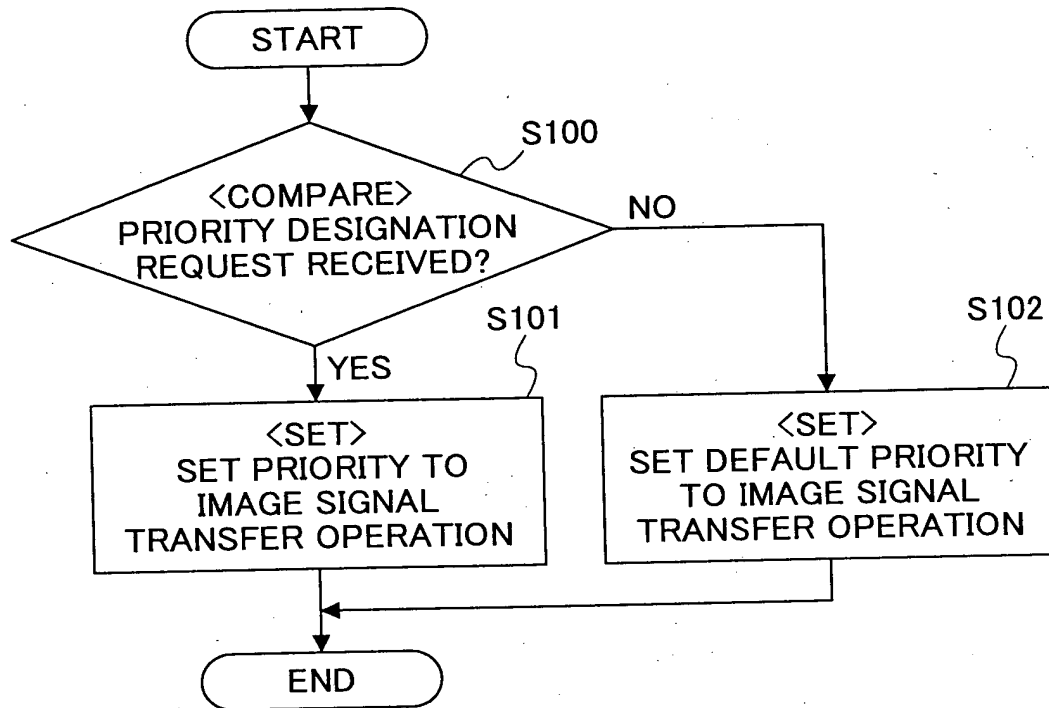 START
S100
<COMPARE>
PRIORITY DESIGNATION
REQUEST RECEIVED?
NO
YES
S101
<SET>
SET PRIORITY TO
IMAGE SIGNAL
TRANSFER OPERATION
S102
<SET>
SET DEFAULT PRIORITY
TO IMAGE SIGNAL
TRANSFER OPERATION
END